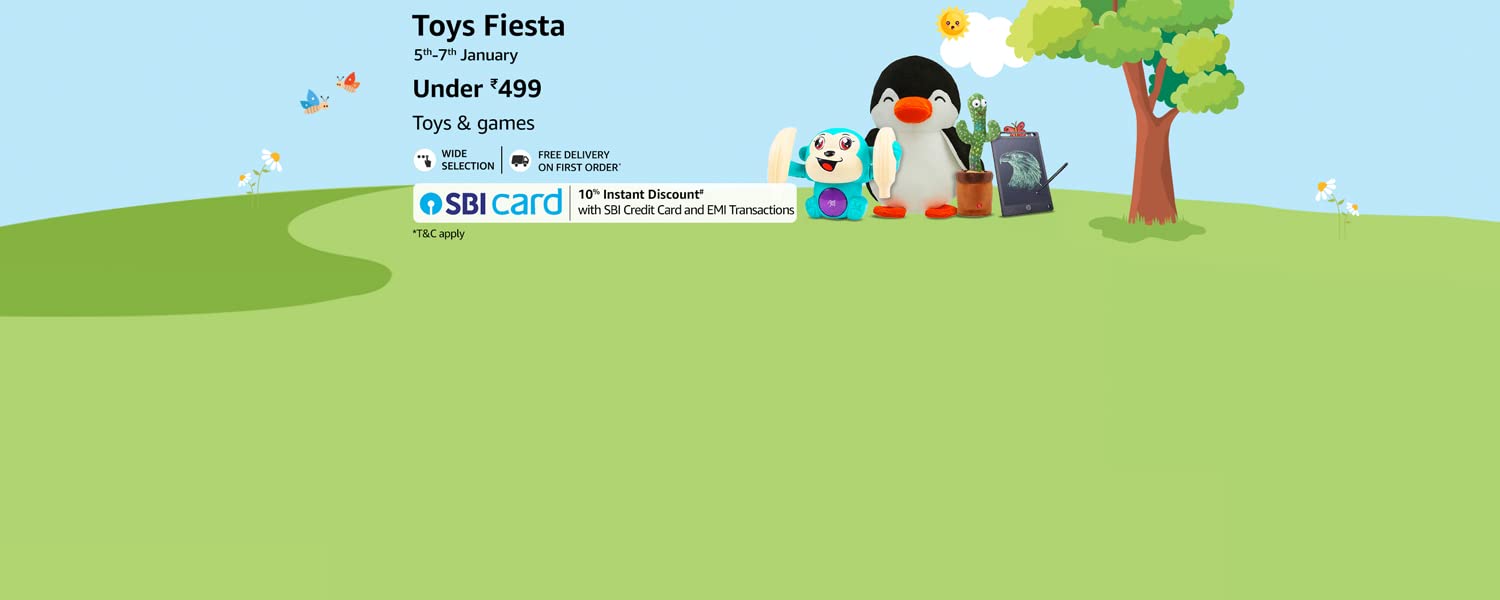 Toys Fiesta
5th-7th January
Under ₹499
Toys & games
WIDE
SELECTION
FREE DELIVERY
ON FIRST ORDER*
SBI card
10% Instant Discount#
with SBI Credit Card and EMI Transactions
*T&C apply